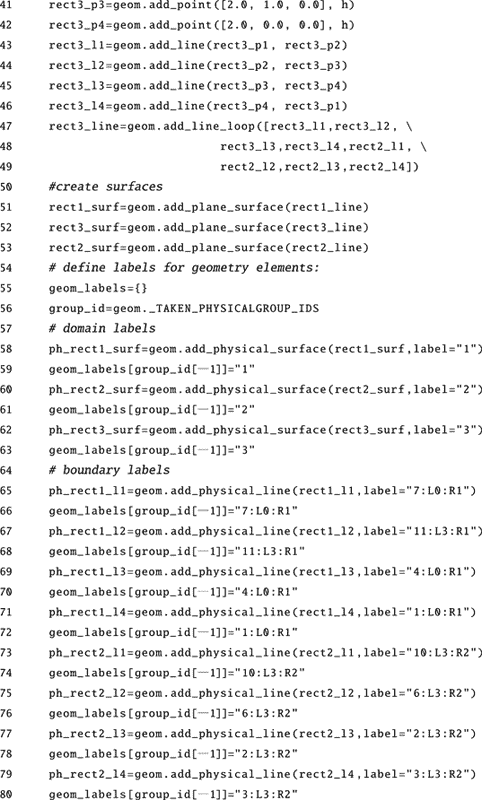 41 rect3_p3=geom.add_point([2.0, 1.0, 0.0], h)
42 rect3_p4=geom.add_point([2.0, 0.0, 0.0], h)
43 rect3_l1=geom.add_line(rect3_p1, rect3_p2)
44 rect3_l2=geom.add_line(rect3_p2, rect3_p3)
45 rect3_l3=geom.add_line(rect3_p3, rect3_p4)
46 rect3_l4=geom.add_line(rect3_p4, rect3_p1)
47 rect3_line=geom.add_line_loop([rect3_l1,rect3_l2, \
48 rect3_l3,rect3_l4,rect2_l1, \
49 rect2_l2,rect2_l3,rect2_l4])
50 #create surfaces
51 rect1_surf=geom.add_plane_surface(rect1_line)
52 rect3_surf=geom.add_plane_surface(rect3_line)
53 rect2_surf=geom.add_plane_surface(rect2_line)
54 # define labels for geometry elements:
55 geom_labels={}
56 group_id=geom._TAKEN_PHYSICALGROUP_IDS
57 # domain labels
58 ph_rect1_surf=geom.add_physical_surface(rect1_surf,label="1")
59 geom_labels[group_id[—1]]="1"
60 ph_rect2_surf=geom.add_physical_surface(rect2_surf,label="2")
61 geom_labels[group_id[—1]]="2"
62 ph_rect3_surf=geom.add_physical_surface(rect3_surf,label="3")
63 geom_labels[group_id[—1]]="3"
64 # boundary labels
65 ph_rect1_l1=geom.add_physical_line(rect1_l1,label="7:L0:R1")
66 geom_labels[group_id[—1]]="7:L0:R1"
67 ph_rect1_l2=geom.add_physical_line(rect1_l2,label="11:L3:R1")
68 geom_labels[group_id[—1]]="11:L3:R1"
69 ph_rect1_l3=geom.add_physical_line(rect1_l3,label="4:L0:R1")
70 geom_labels[group_id[—1]]="4:L0:R1"
71 ph_rect1_l4=geom.add_physical_line(rect1_l4,label="1:L0:R1")
72 geom_labels[group_id[—1]]="1:L0:R1"
73 ph_rect2_l1=geom.add_physical_line(rect2_l1,label="10:L3:R2")
74 geom_labels[group_id[—1]]="10:L3:R2"
75 ph_rect2_l2=geom.add_physical_line(rect2_l2,label="6:L3:R2")
76 geom_labels[group_id[—1]]="6:L3:R2"
77 ph_rect2_l3=geom.add_physical_line(rect2_l3,label="2:L3:R2")
78 geom_labels[group_id[—1]]="2:L3:R2"
79 ph_rect2_l4=geom.add_physical_line(rect2_l4,label="3:L3:R2")
80 geom_labels[group_id[—1]]="3:L3:R2"